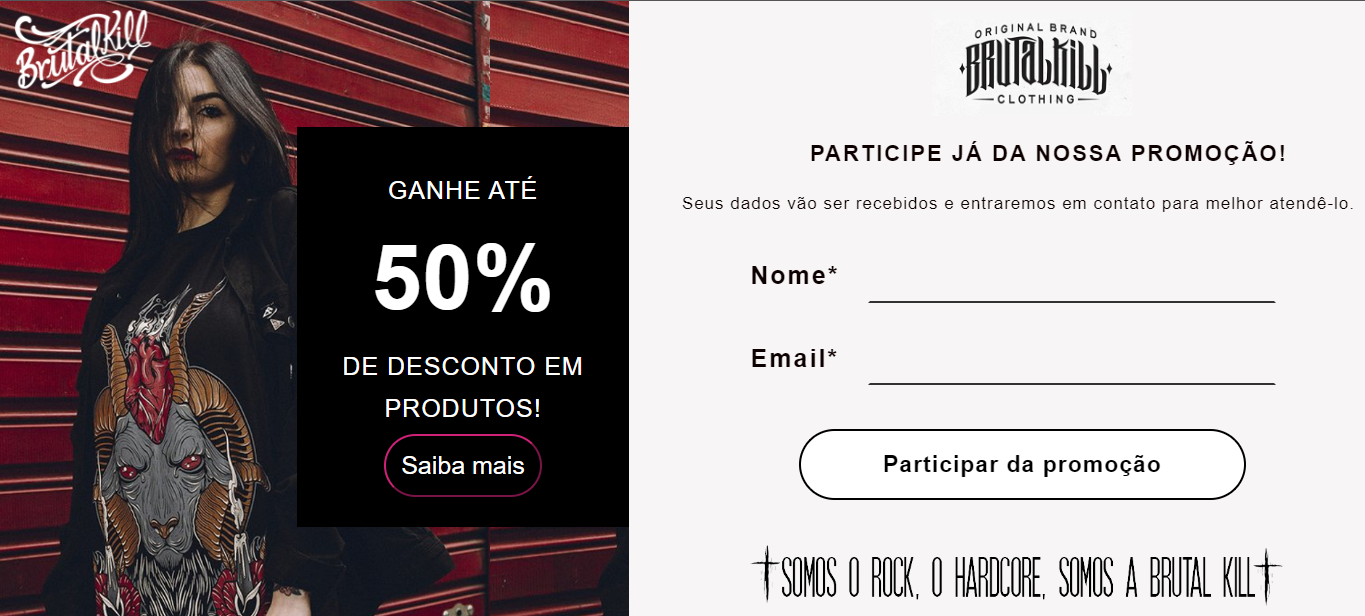 BrutalKill
GANHE ATÉ
50%
DE DESCONTO EM
PRODUTOS!
Saiba mais
ORIGINAL BRAND
BRUTAL KILL
CLOTHING
PARTICIPE JÁ DA NOSSA PROMOÇÃO!
Seus dados vão ser recebidos e entraremos em contato para melhor atendê-lo.
Nome*
Email*
Participar da promoção
SOMOS O ROCK, O HARDCORE, SOMOS A BRUTAL KILL